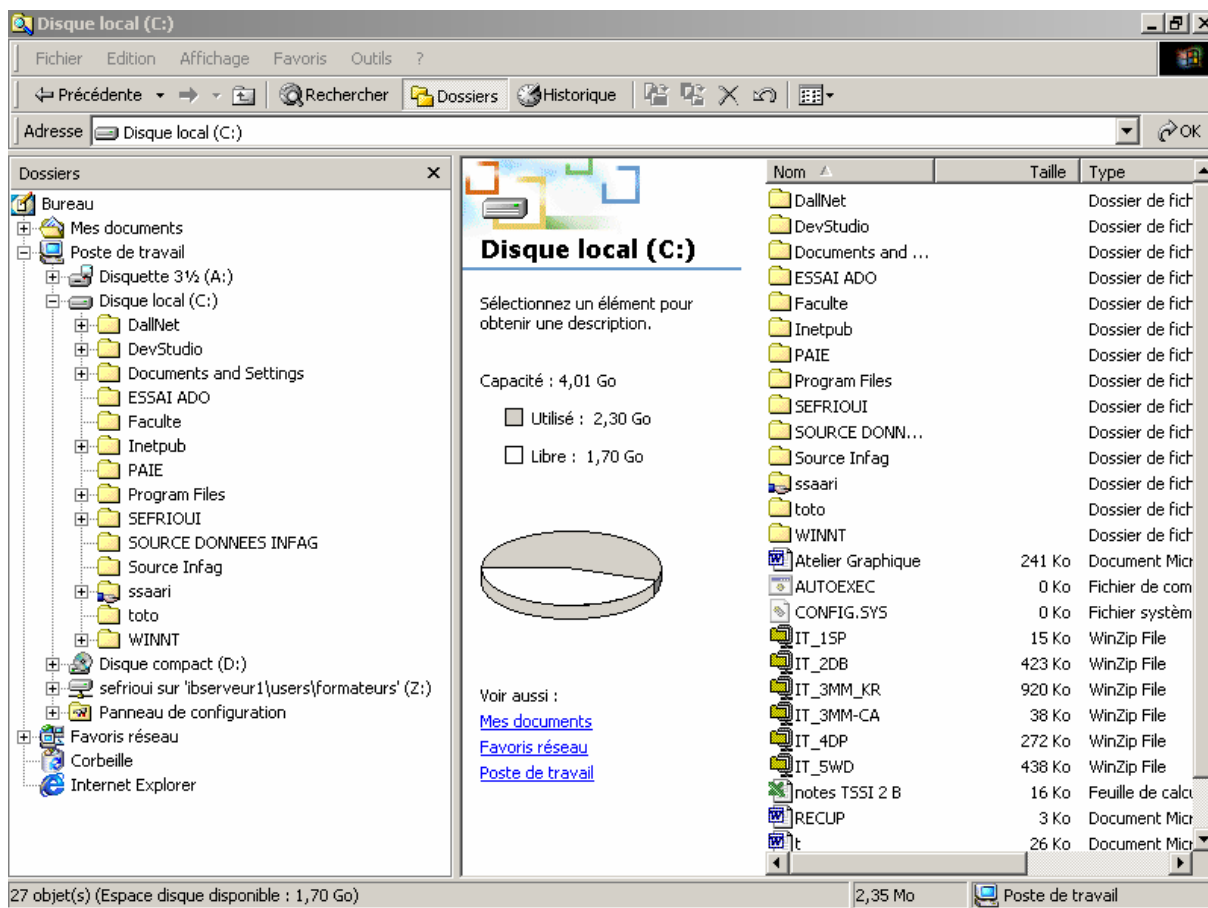 Disque local (C:)
Fichier Edition Affichage Favoris Outils ?
Précédente Rechercher Dossiers Historique
Adresse Disque local (C:) OK
Dossiers
Bureau
Mes documents
Poste de travail
Disquette 3½ (A:)
Disque local (C:)
DallNet
DevStudio
Documents and Settings
ESSAI ADO
Faculte
Inetpub
PAIE
Program Files
SEFRIOUI
SOURCE DONNEES INFAG
Source Infag
ssaari
toto
WINNT
Disque compact (D:)
sefrioui sur 'ibserveur1\users\formateurs' (Z:)
Panneau de configuration
Favoris réseau
Corbeille
Internet Explorer
Disque local (C:)
Sélectionnez un élément pour
obtenir une description.
Capacité : 4,01 Go
Utilisé : 2,30 Go
Libre : 1,70 Go
Voir aussi :
Mes documents
Favoris réseau
Poste de travail
Nom Taille Type
DallNet Dossier de fich
DevStudio Dossier de fich
Documents and ... Dossier de fich
ESSAI ADO Dossier de fich
Faculte Dossier de fich
Inetpub Dossier de fich
PAIE Dossier de fich
Program Files Dossier de fich
SEFRIOUI Dossier de fich
SOURCE DONN... Dossier de fich
Source Infag Dossier de fich
ssaari Dossier de fich
toto Dossier de fich
WINNT Dossier de fich
Atelier Graphique 241 Ko Document Micr
AUTOEXEC 0 Ko Fichier de com
CONFIG.SYS 0 Ko Fichier systèm
IT_1SP 15 Ko WinZip File
IT_2DB 423 Ko WinZip File
IT_3MM_KR 920 Ko WinZip File
IT_3MM-CA 38 Ko WinZip File
IT_4DP 272 Ko WinZip File
IT_5WD 438 Ko WinZip File
notes TSSI 2 B 16 Ko Feuille de calcu
RECUP 3 Ko Document Micr
t 26 Ko Document Micr
27 objet(s) (Espace disque disponible : 1,70 Go) 2,35 Mo Poste de travail